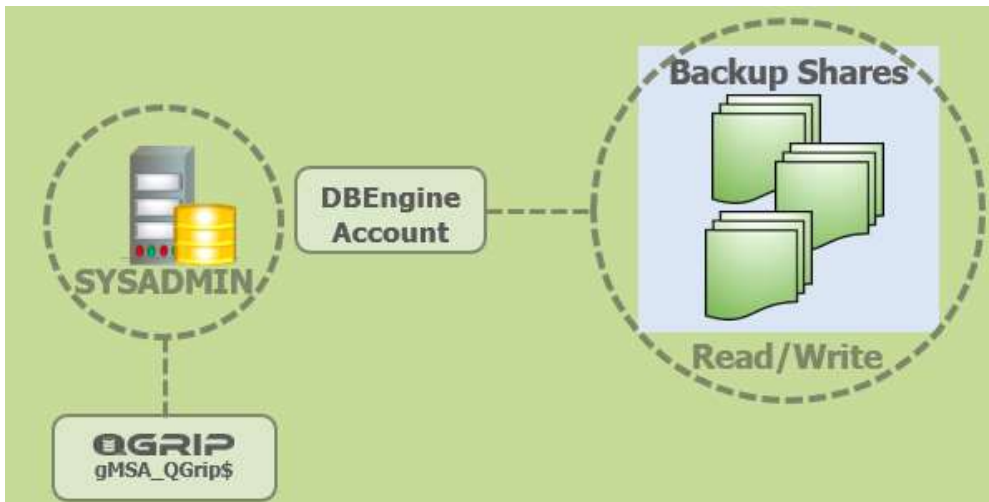 Backup Shares
DBEngine
Account
SYSADMIN
Read/Write
QGRIP
gMSA_QGrip$